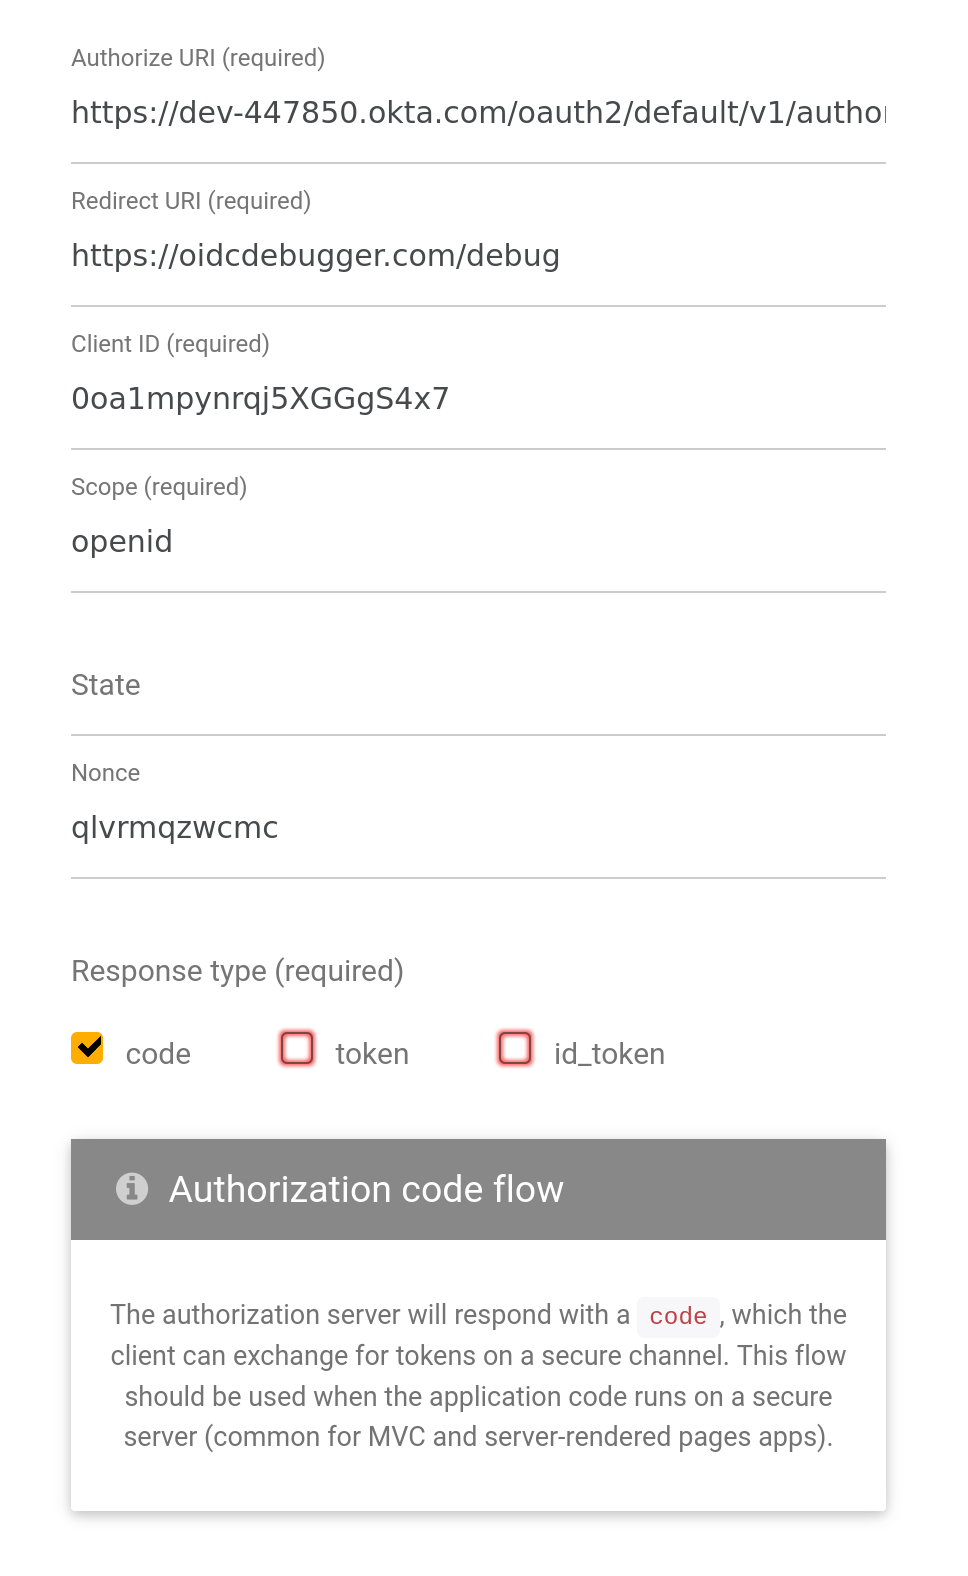 Authorize URI (required)
https://dev-447850.okta.com/oauth2/default/v1/author
Redirect URI (required)
https://oidcdebugger.com/debug
Client ID (required)
0oa1mpynrqj5XGGgS4x7
Scope (required)
openid
State
Nonce
qlvrmqzwcmc
Response type (required)
code token id_token
Authorization code flow
The authorization server will respond with a code , which the
client can exchange for tokens on a secure channel. This flow
should be used when the application code runs on a secure
server (common for MVC and server-rendered pages apps).